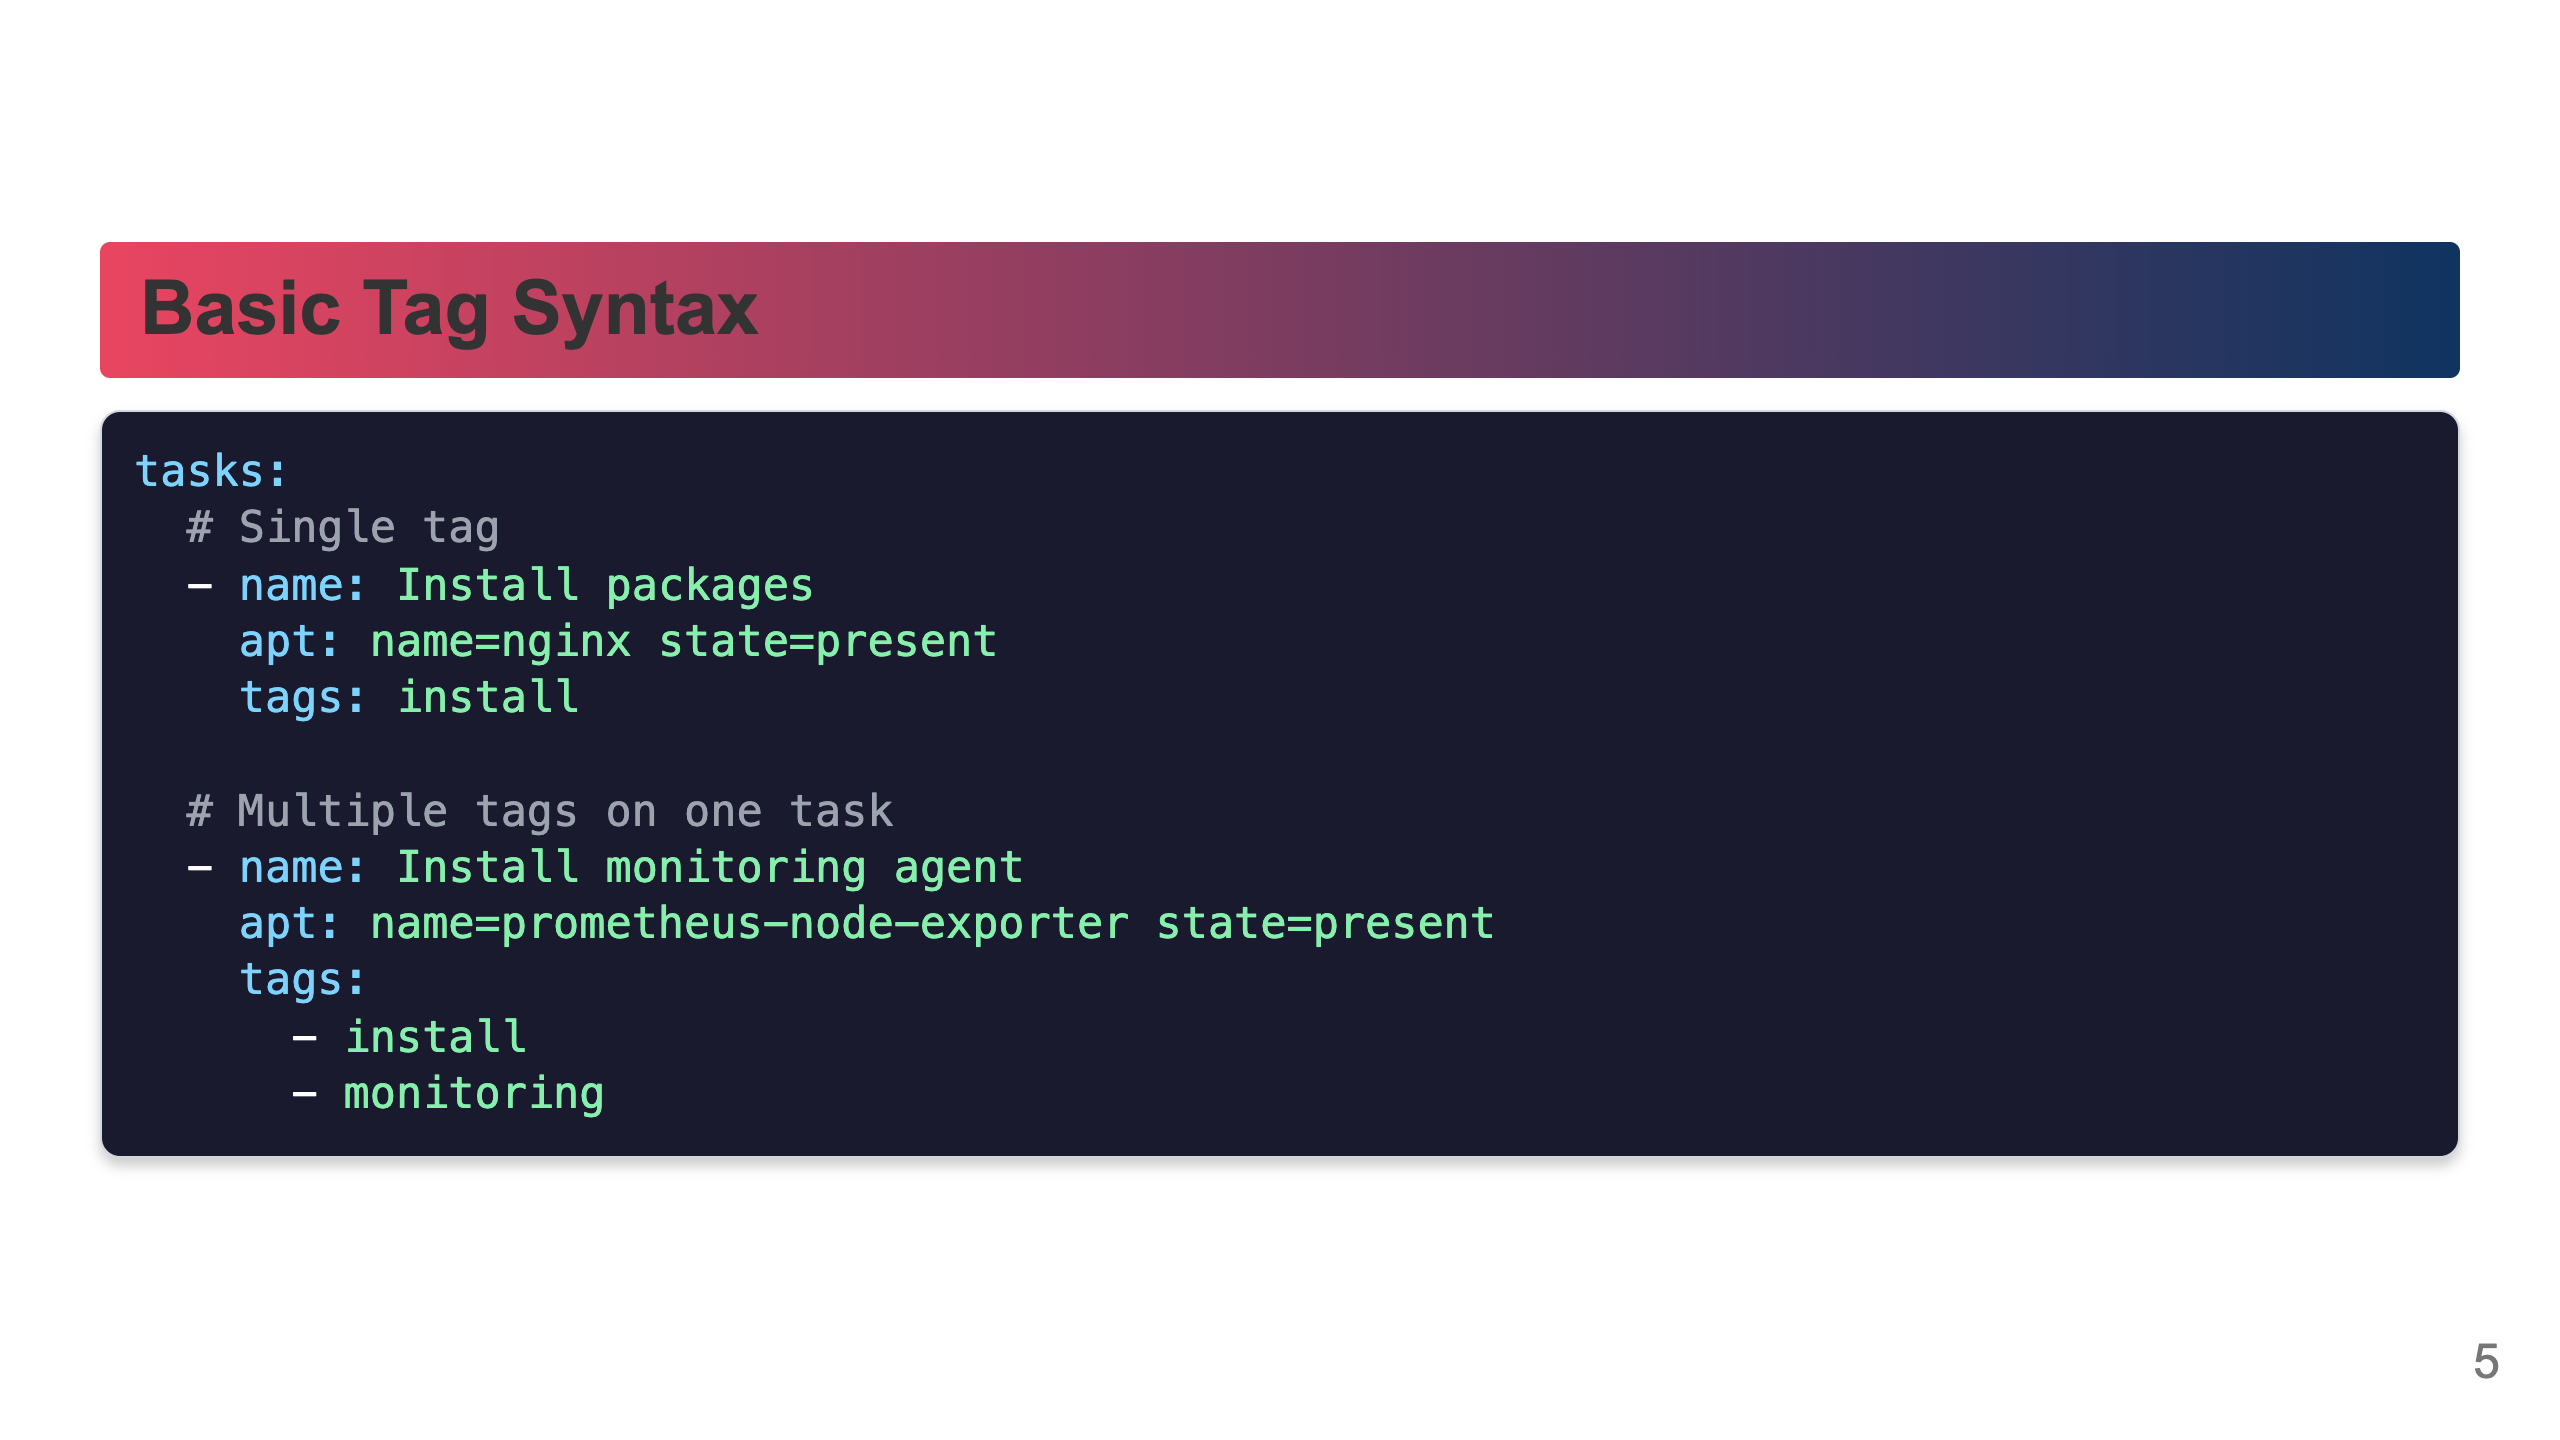 Basic Tag Syntax
tasks:
  # Single tag
  - name: Install packages
    apt: name=nginx state=present
    tags: install

  # Multiple tags on one task
  - name: Install monitoring agent
    apt: name=prometheus-node-exporter state=present
    tags:
      - install
      - monitoring
5